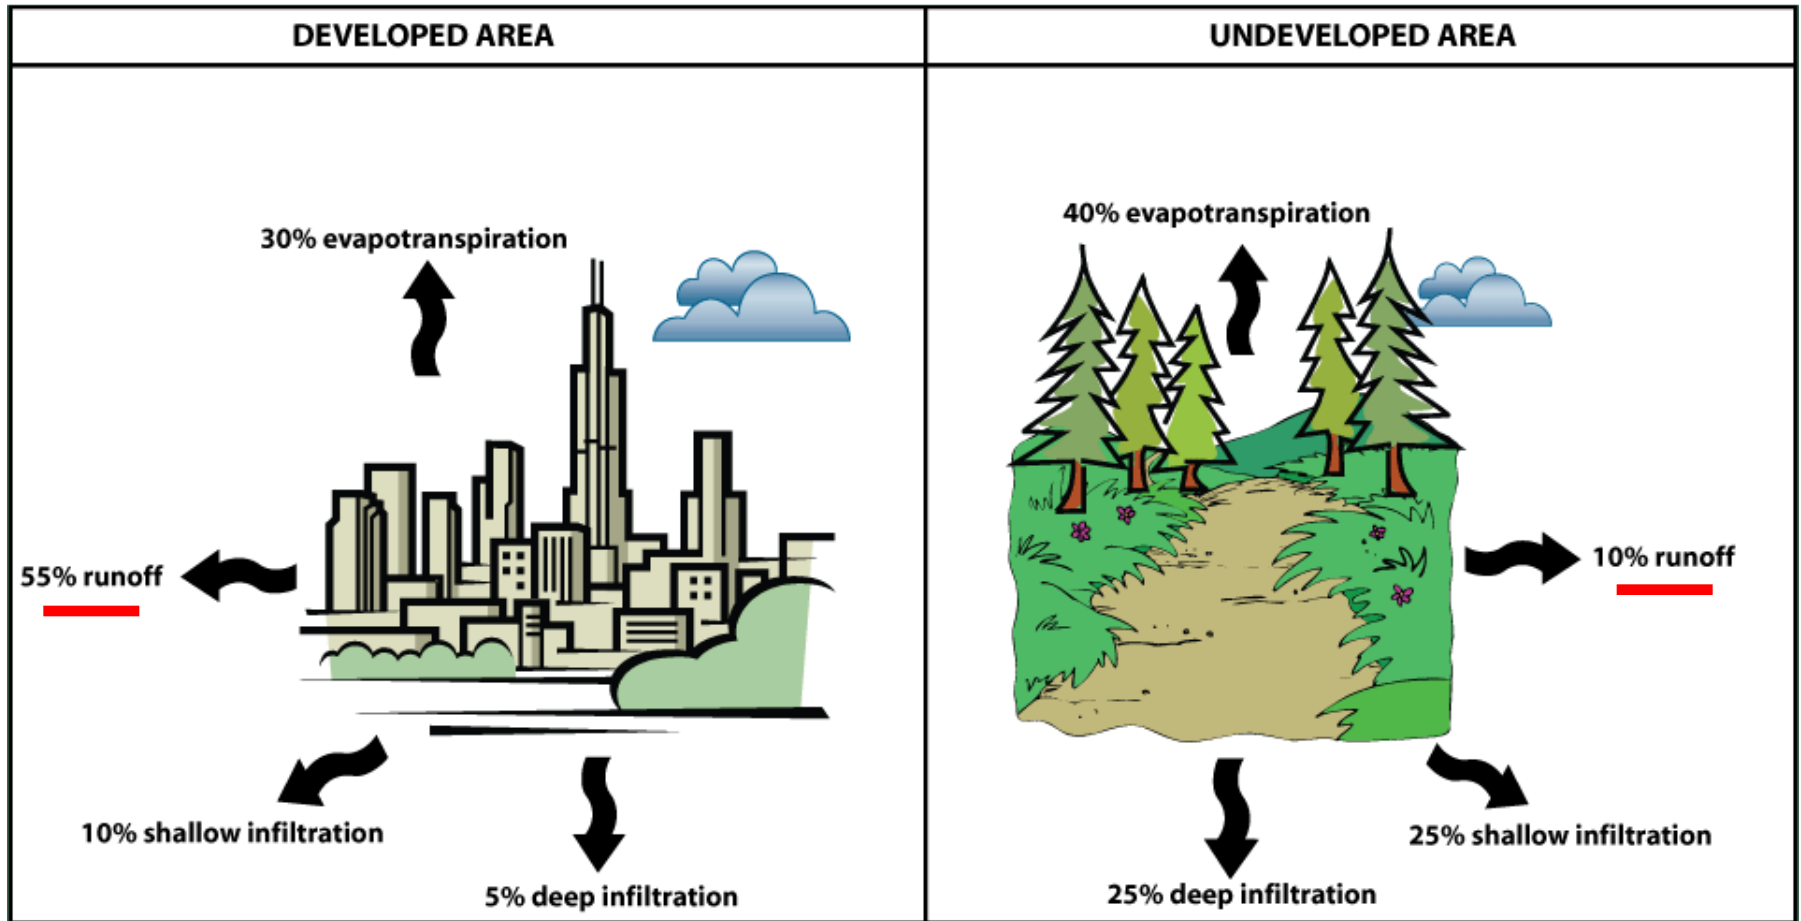 DEVELOPED AREA
30% evapotranspiration
55% runoff
10% shallow infiltration
5% deep infiltration
UNDEVELOPED AREA
40% evapotranspiration
10% runoff
25% shallow infiltration
25% deep infiltration